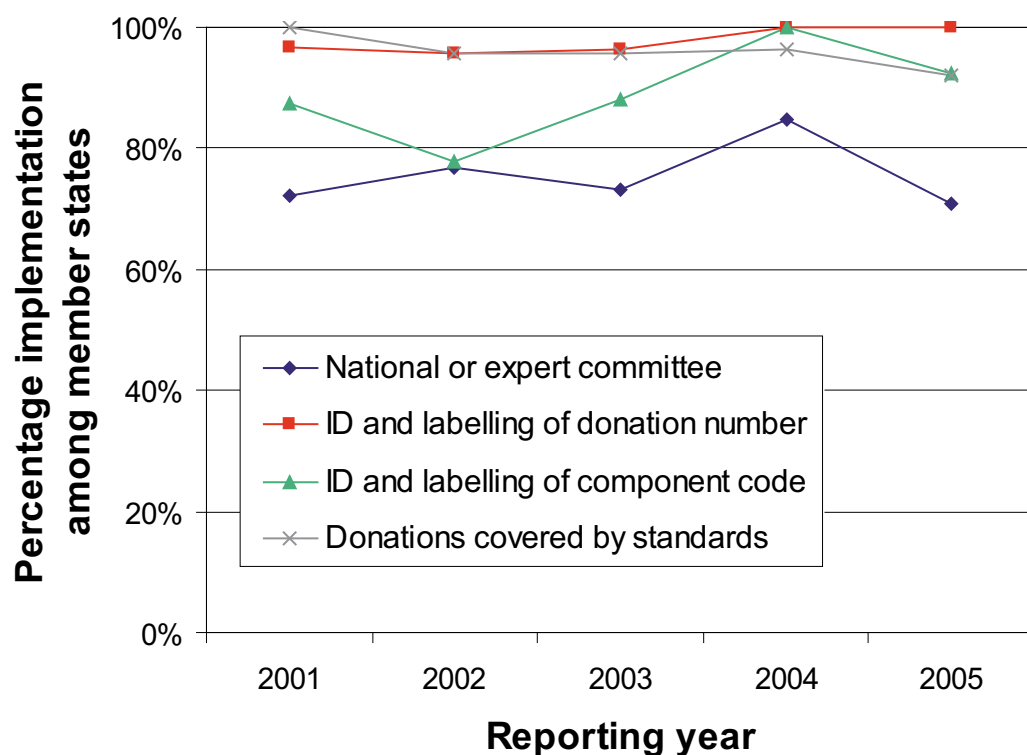 Percentage implementation
among member states
100%
80%
60%
40%
20%
0%
National or expert committee
ID and labelling of donation number
ID and labelling of component code
Donations covered by standards
2001 2002 2003 2004 2005
Reporting year